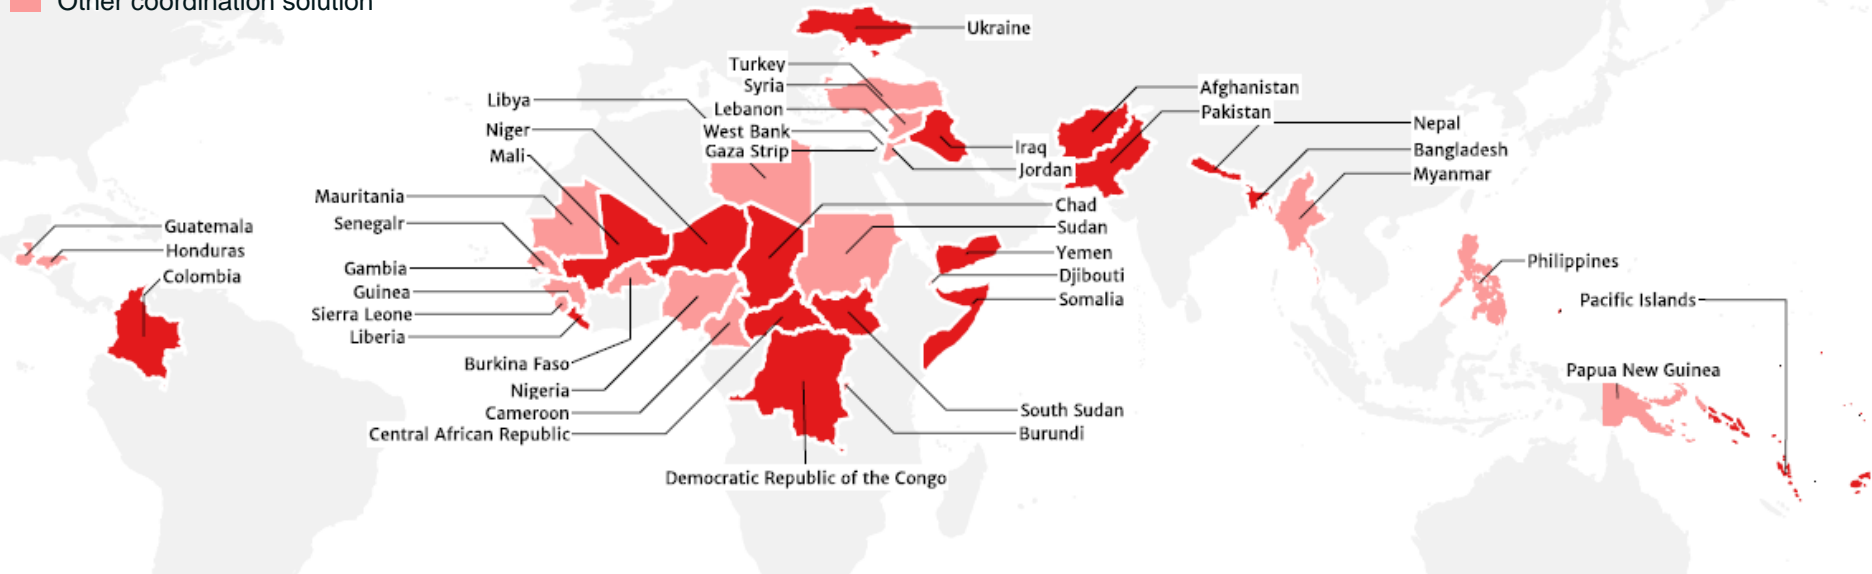 Other coordination solution
Ukraine
Turkey
Syria
Lebanon
West Bank
Gaza Strip
Libya
Niger
Mali
Mauritania
Senegalr
Gambia
Guinea
Sierra Leone
Liberia
Burkina Faso
Nigeria
Cameroon
Central African Republic
Democratic Republic of the Congo
Guatemala
Honduras
Colombia
Iraq
Jordan
Chad
Sudan
Yemen
Djibouti
Somalia
South Sudan
Burundi
Afghanistan
Pakistan
Nepal
Bangladesh
Myanmar
Philippines
Pacific Islands
Papua New Guinea